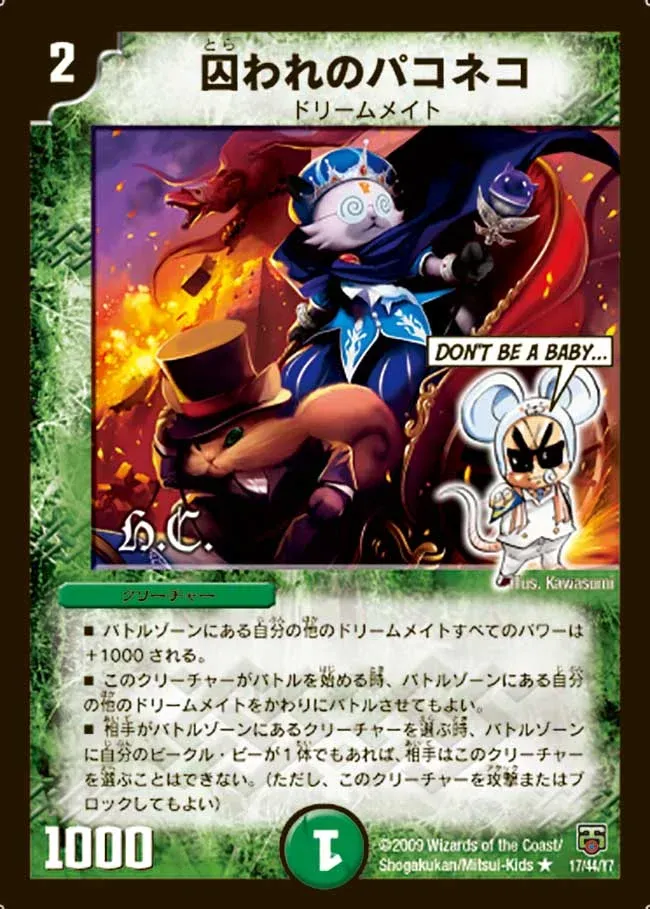 2
とら
囚われのパコネコ
ドリームメイト
DON'T BE A BABY...
H.C.
Illus. Kawasumi
クリーチャー
■ バトルゾーンにある自分の他のドリームメイトすべてのパワーは
+1000 される。
■ このクリーチャーがバトルを始める時、バトルゾーンにある自分
の他のドリームメイトをかわりにバトルさせてもよい。
■ 相手がバトルゾーンにあるクリーチャーを選ぶ時、バトルゾーン
に自分のビークル・ビーが1体でもあれば、相手はこのクリーチャー
を選ぶことはできない。(ただし、このクリーチャーを攻撃または
ブロックしてもよい)
1000
1
©2009 Wizards of the Coast/
Shogakukan/Mitsui-Kids ★
17/44/Y7